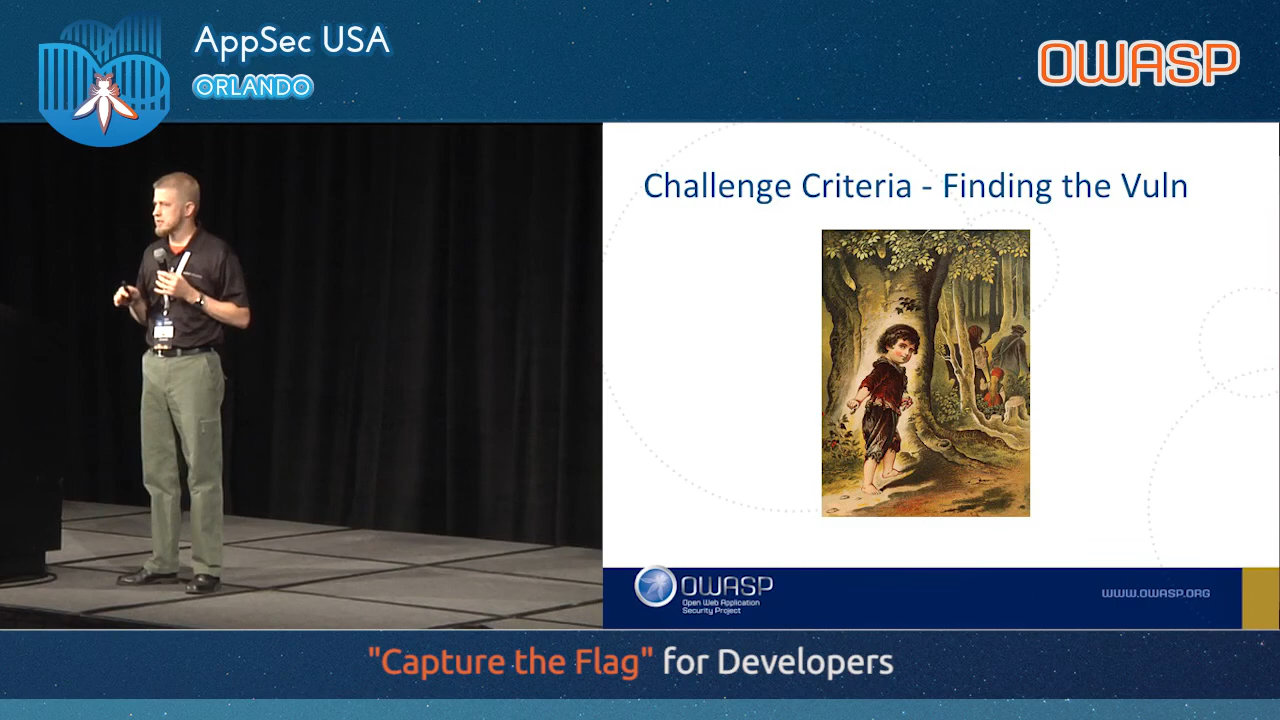 AppSec USA
ORLANDO
OWASP
Challenge Criteria - Finding the Vuln
OWASP
Open Web Application
Security Project
WWW.OWASP.ORG
"Capture the Flag" for Developers